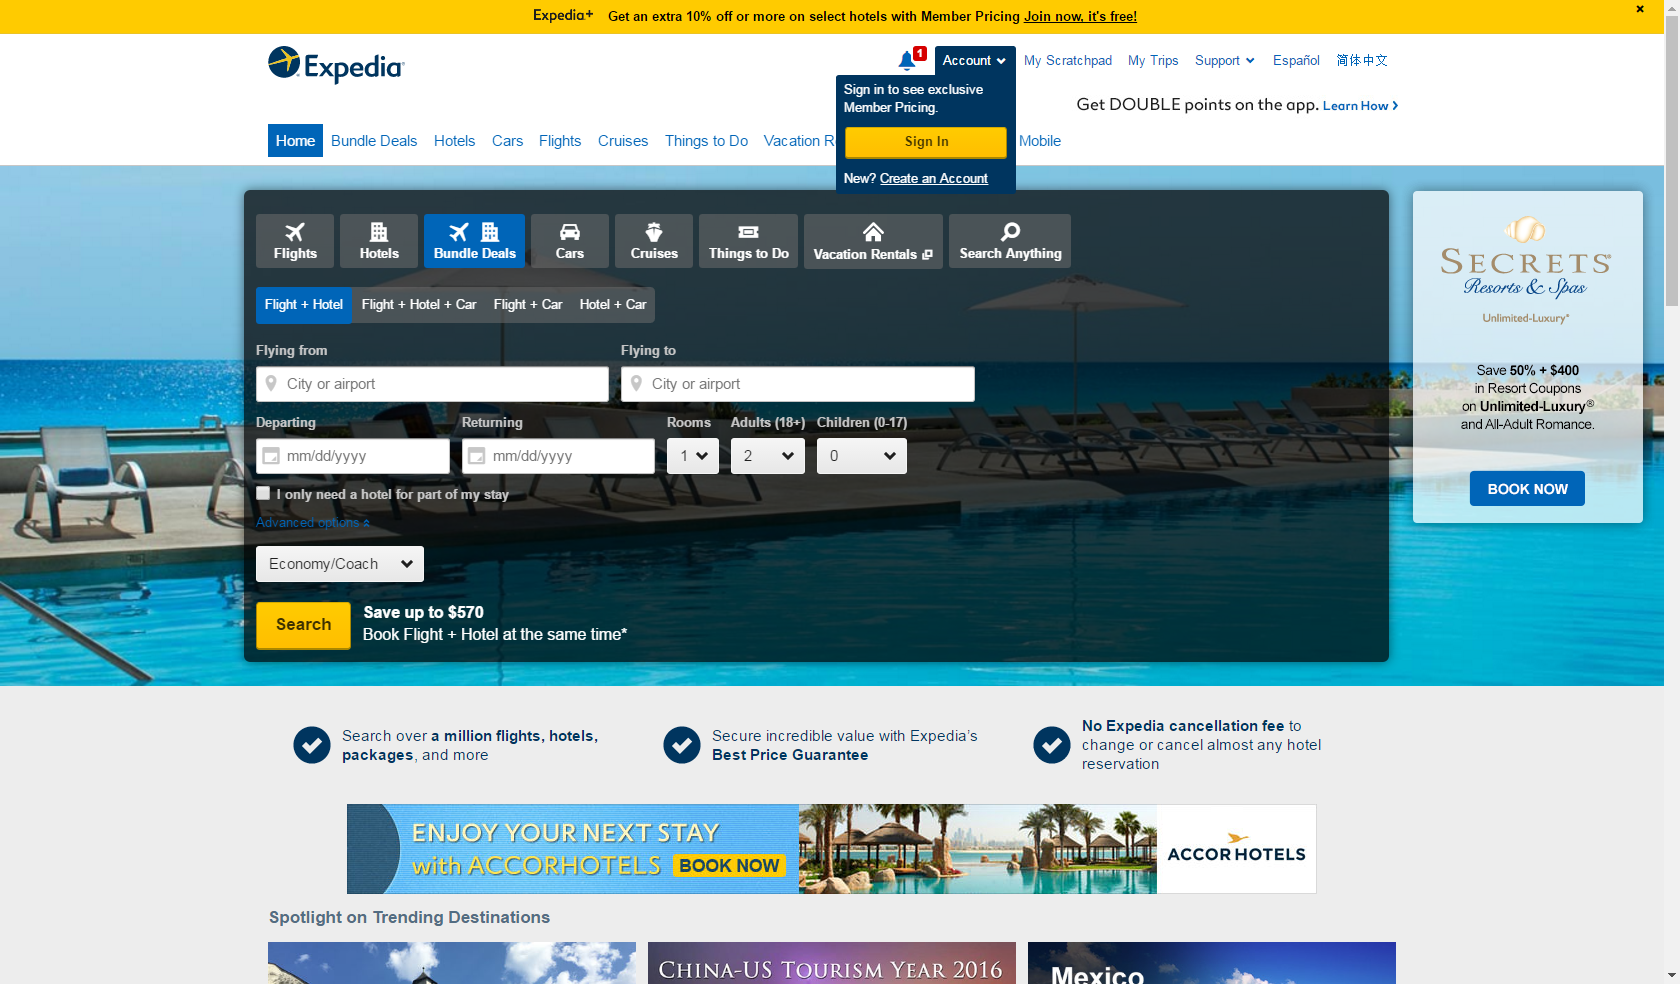 Expedia+ Get an extra 10% off or more on select hotels with Member Pricing Join now, it's free!
Expedia
1
Account
My Scratchpad
My Trips
Support
Español
简体中文
Sign in to see exclusive
Member Pricing.
Sign In
New? Create an Account
Get DOUBLE points on the app. Learn How
Home
Bundle Deals
Hotels
Cars
Flights
Cruises
Things to Do
Vacation R
Mobile
Flights
Hotels
Bundle Deals
Cars
Cruises
Things to Do
Vacation Rentals
Search Anything
Flight + Hotel
Flight + Hotel + Car
Flight + Car
Hotel + Car
Flying from
Flying to
City or airport
City or airport
Departing
Returning
Rooms
Adults (18+)
Children (0-17)
mm/dd/yyyy
mm/dd/yyyy
1
2
0
I only need a hotel for part of my stay
Advanced options
Economy/Coach
Search
Save up to $570
Book Flight + Hotel at the same time*
SECRETS®
Resorts & Spas
Unlimited-Luxury®
Save 50% + $400
in Resort Coupons
on Unlimited-Luxury®
and All-Adult Romance.
BOOK NOW
Search over a million flights, hotels,
packages, and more
Secure incredible value with Expedia's
Best Price Guarantee
No Expedia cancellation fee to
change or cancel almost any hotel
reservation
ENJOY YOUR NEXT STAY
with ACCORHOTELS BOOK NOW
ACCORHOTELS
Spotlight on Trending Destinations
CHINA-US TOURISM YEAR 2016
Mexico